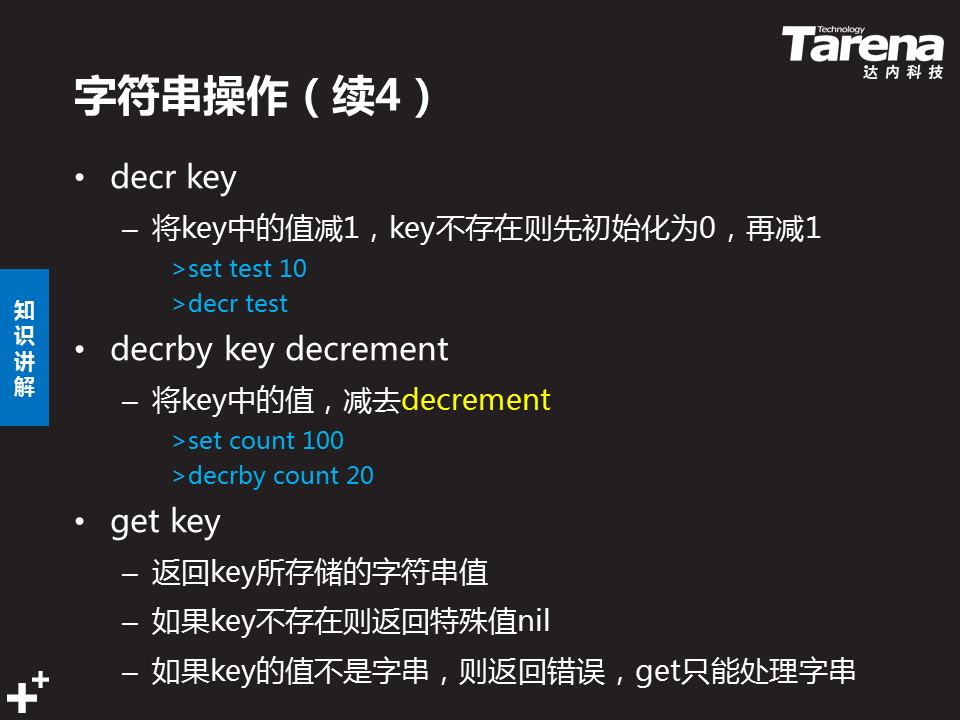 Technology
Tarena
达内科技
字符串操作（续4）
• decr key
– 将key中的值减1，key不存在则先初始化为0，再减1
>set test 10
>decr test
• decrby key decrement
– 将key中的值，减去decrement
>set count 100
>decrby count 20
• get key
– 返回key所存储的字符串值
– 如果key不存在则返回特殊值nil
– 如果key的值不是字串，则返回错误，get只能处理字串
知
识
讲
解